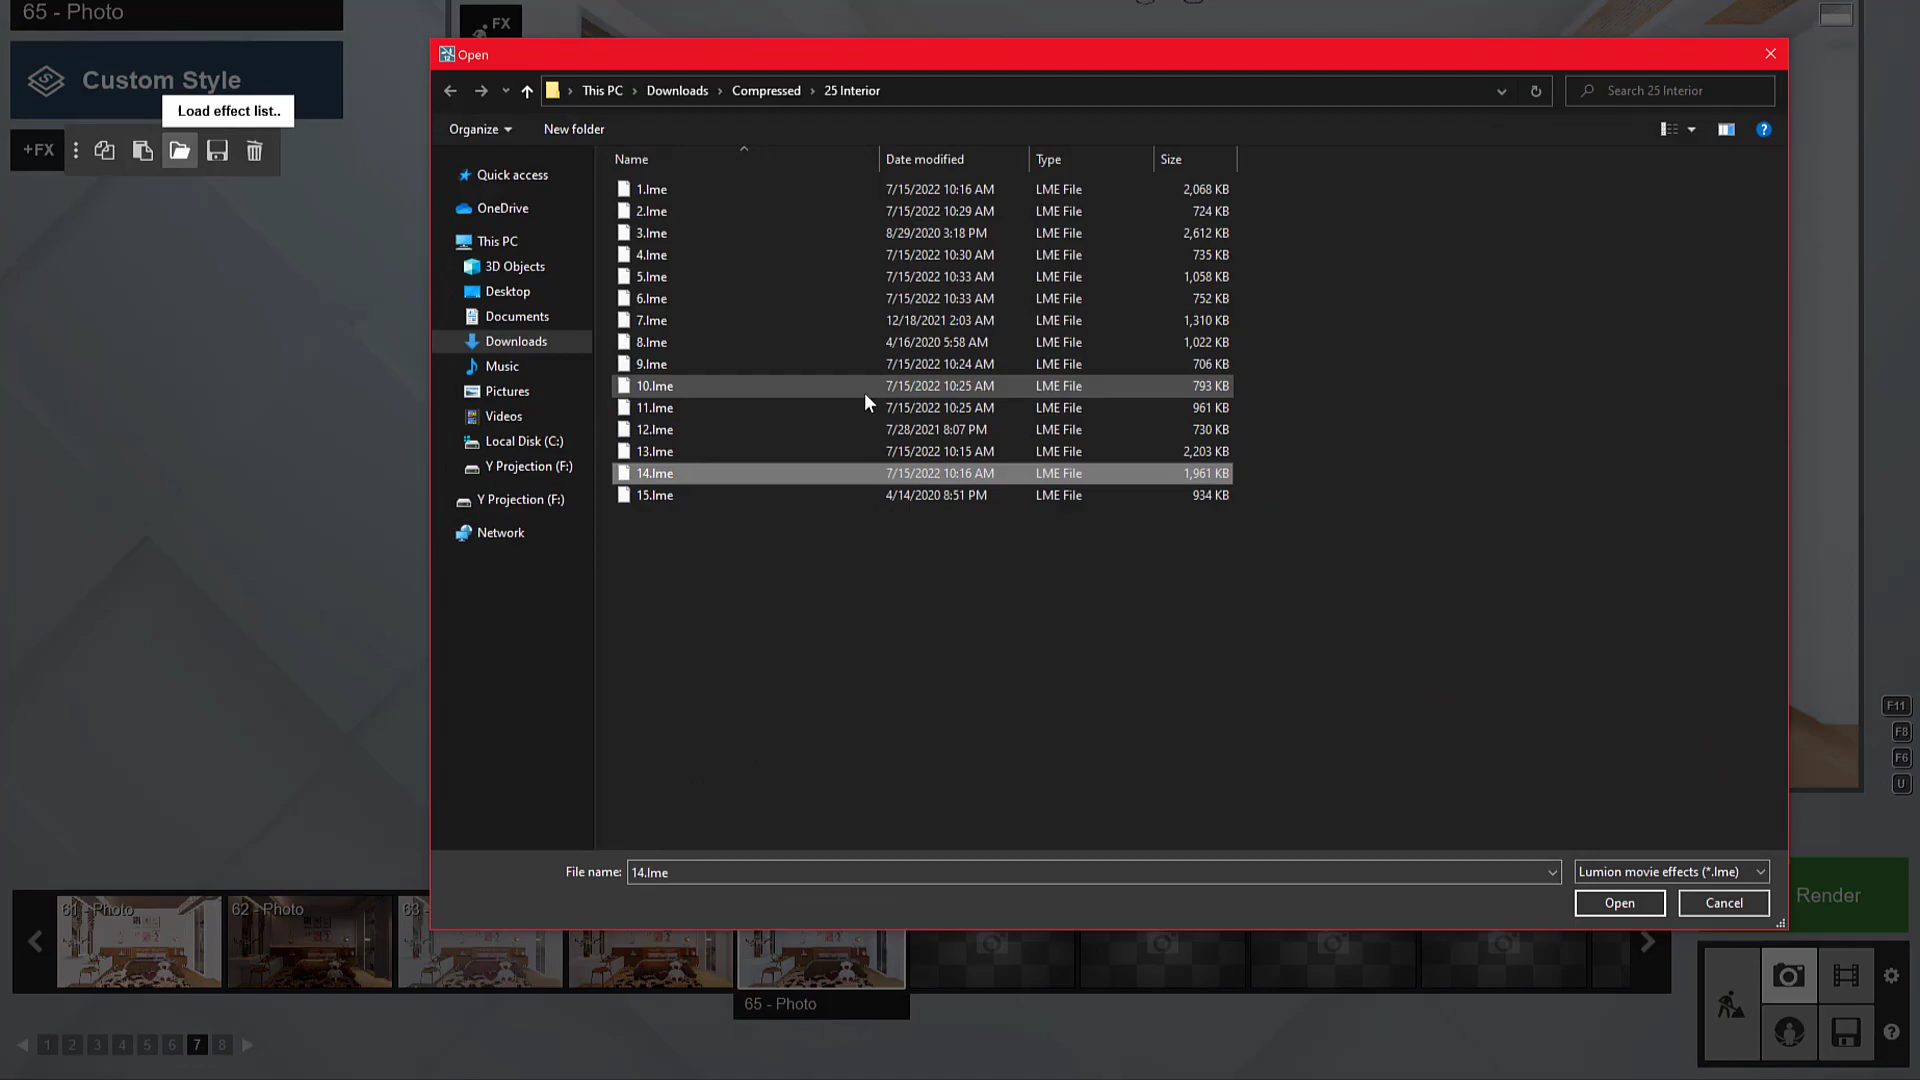 65 - Photo
Custom Style
Load effect list..
+FX
FX
Open
This PC
Downloads
Compressed
25 Interior
Search 25 Interior
Organize
New folder
Quick access
OneDrive
This PC
3D Objects
Desktop
Documents
Downloads
Music
Pictures
Videos
Local Disk (C:)
Y Projection (F:)
Y Projection (F:)
Network
Name Date modified Type Size
1.lme 7/15/2022 10:16 AM LME File 2,068 KB
2.lme 7/15/2022 10:29 AM LME File 724 KB
3.lme 8/29/2020 3:18 PM LME File 2,612 KB
4.lme 7/15/2022 10:30 AM LME File 735 KB
5.lme 7/15/2022 10:33 AM LME File 1,058 KB
6.lme 7/15/2022 10:33 AM LME File 752 KB
7.lme 12/18/2021 2:03 AM LME File 1,310 KB
8.lme 4/16/2020 5:58 AM LME File 1,022 KB
9.lme 7/15/2022 10:24 AM LME File 706 KB
10.lme 7/15/2022 10:25 AM LME File 793 KB
11.lme 7/15/2022 10:25 AM LME File 961 KB
12.lme 7/28/2021 8:07 PM LME File 730 KB
13.lme 7/15/2022 10:15 AM LME File 2,203 KB
14.lme 7/15/2022 10:16 AM LME File 1,961 KB
15.lme 4/14/2020 8:51 PM LME File 934 KB
F11
F8
F6
U
File name: 14.lme
Lumion movie effects (*.lme)
Open
Cancel
Render
61 - Photo
62 - Photo
63
65 - Photo
1 2 3 4 5 6 7 8